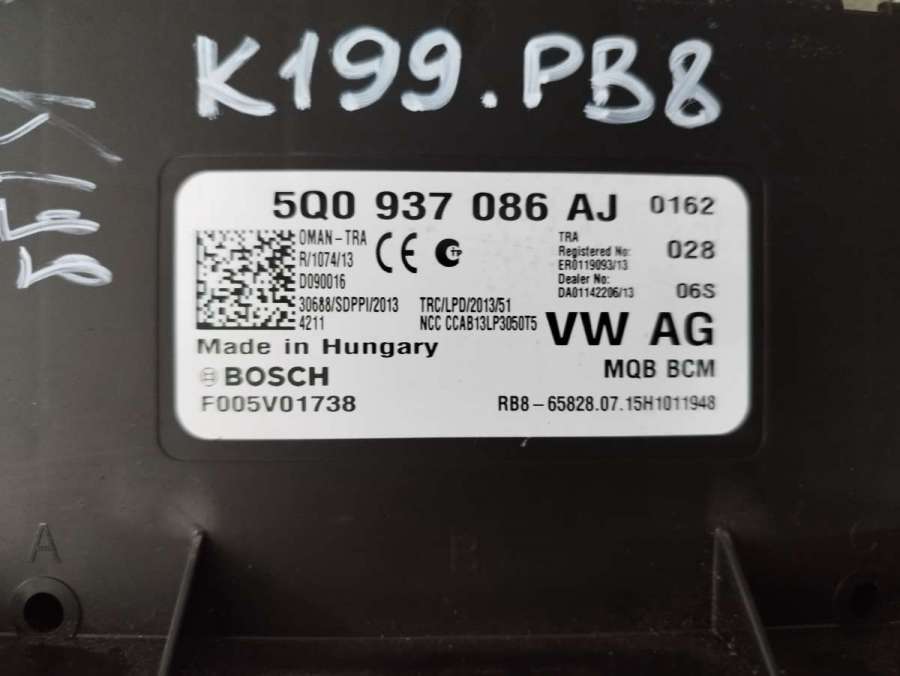 K199.PB8
5Q0 937 086 AJ 0162
OMAN-TRA
R/1074/13
D090016
TRA
Registered No:
ER0119093/13
Dealer No:
DA01142206/13
028
06S
30688/SDPPI/2013
4211
TRC/LPD/2013/51
NCC CCAB13LP3050T5
VW AG
Made in Hungary
MQB BCM
BOSCH
F005V01738
RB8-65828.07.15H1011948
A